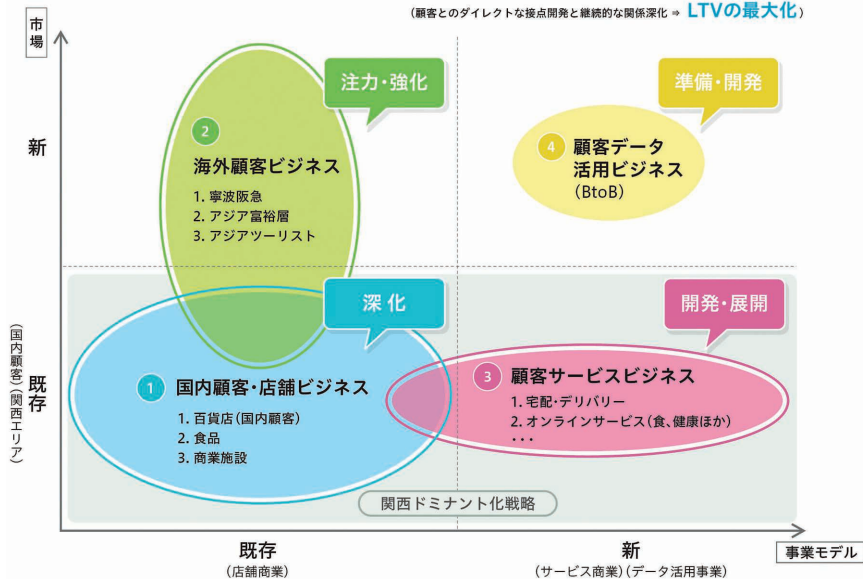 (顧客とのダイレクトな接点開発と継続的な関係深化 ⇒ LTVの最大化)
市場
新
注力・強化
2
海外顧客ビジネス
1. 寧波阪急
2. アジア富裕層
3. アジアツーリスト
準備・開発
4
顧客データ
活用ビジネス
(BtoB)
既存
(国内顧客)(関西エリア)
深化
1
国内顧客・店舗ビジネス
1. 百貨店(国内顧客)
2. 食品
3. 商業施設
開発・展開
3
顧客サービスビジネス
1. 宅配・デリバリー
2. オンラインサービス(食、健康ほか)
・・・
関西ドミナント化戦略
既存
(店舗商業)
新
(サービス商業)(データ活用事業)
事業モデル